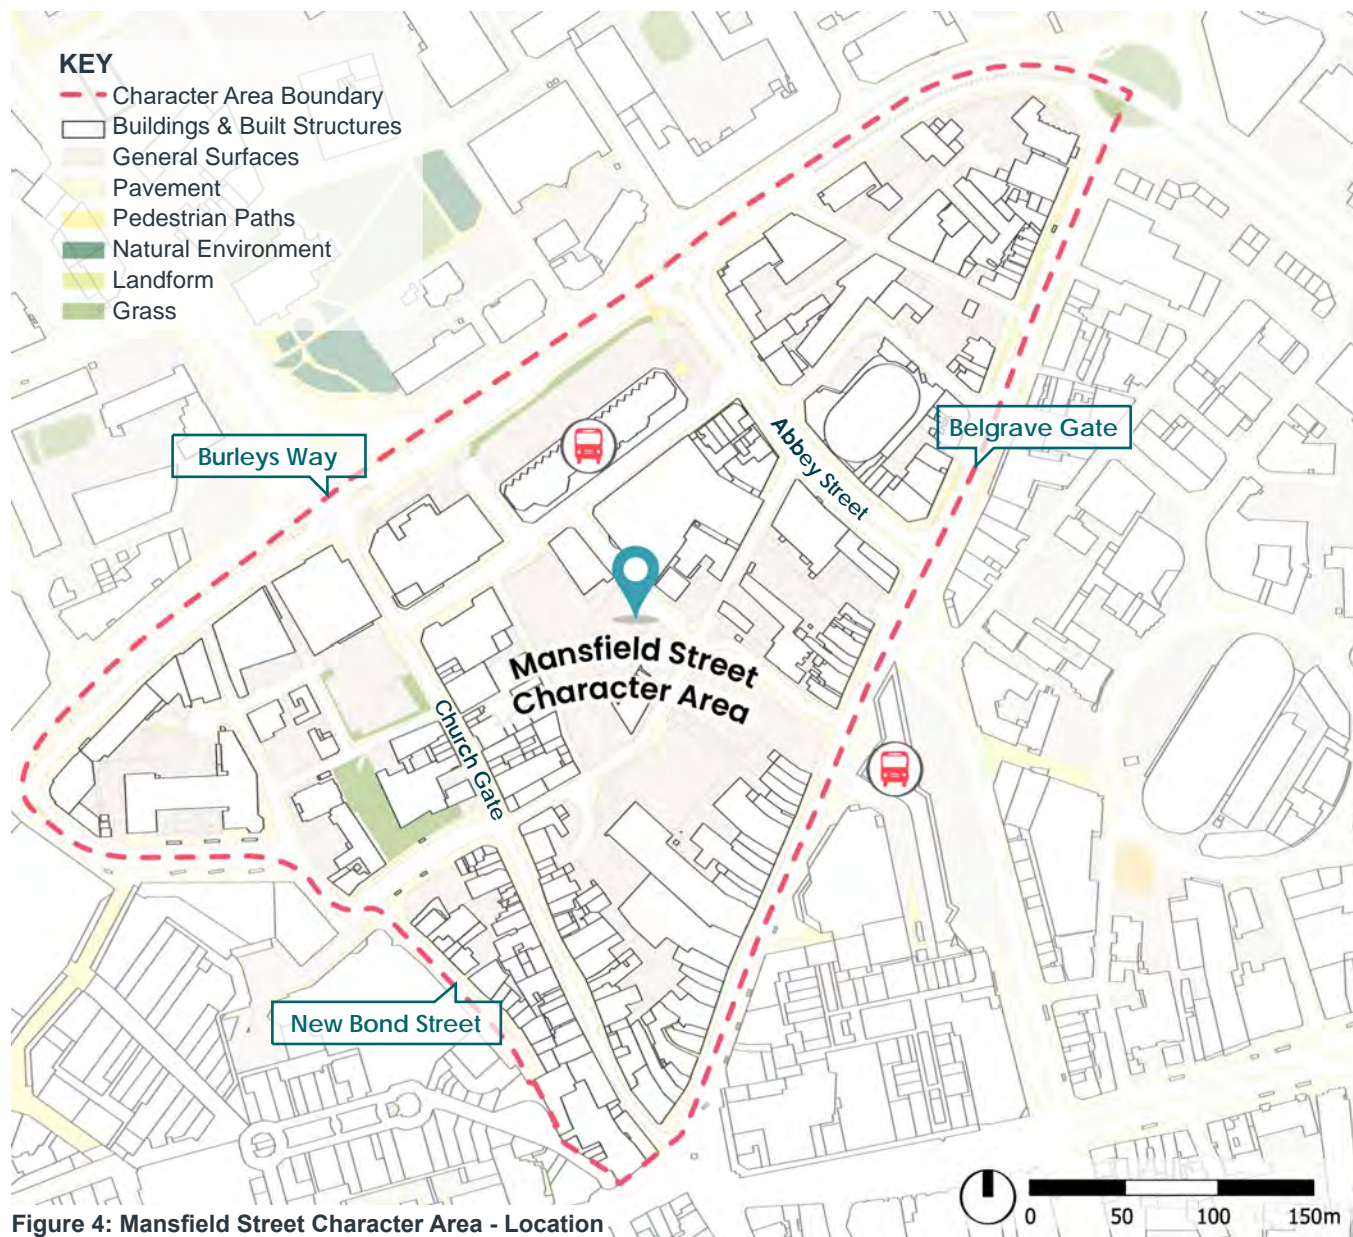 KEY
Character Area Boundary
Buildings & Built Structures
General Surfaces
Pavement
Pedestrian Paths
Natural Environment
Landform
Grass
Burleys Way
Belgrave Gate
Abbey Street
Mansfield Street
Character Area
Church Gate
New Bond Street
0 50 100 150m
Figure 4: Mansfield Street Character Area - Location